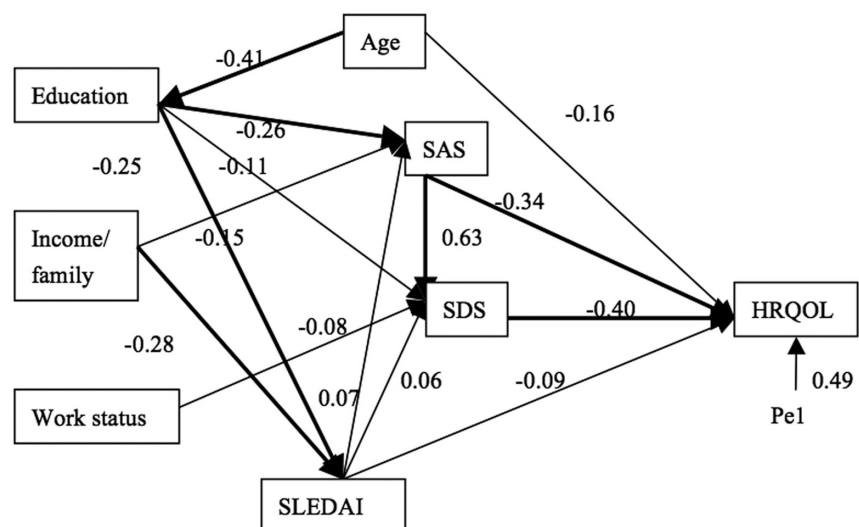 Age
-0.41
Education
-0.26
-0.16
SAS
-0.25
-0.11
-0.34
Income/
family
-0.15
0.63
SDS
-0.40
HRQOL
-0.08
-0.28
0.07
0.06
-0.09
0.49
Work status
Pe1
SLEDAI